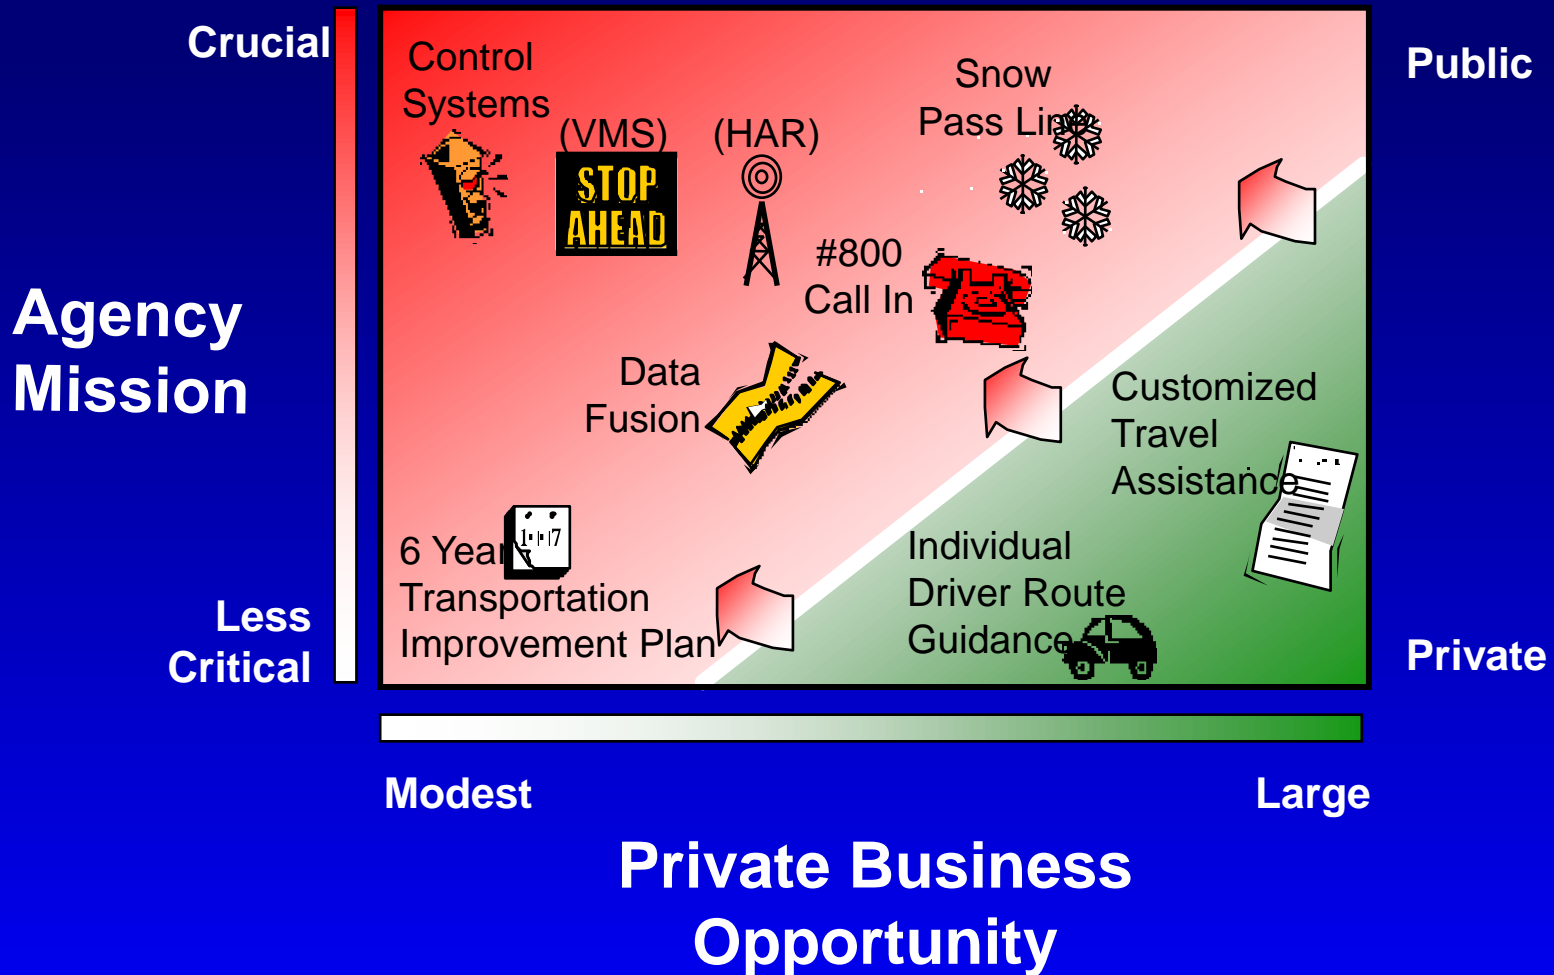 Crucial
Control
Systems
(VMS)
(HAR)
STOP
AHEAD
Snow
Pass Line
Public
#800
Call In
Agency
Mission
Data
Fusion
Customized
Travel
Assistance
6 Year
Transportation
Improvement Plan
Individual
Driver Route
Guidance
Less
Critical
Private
Modest
Large
Private Business
Opportunity